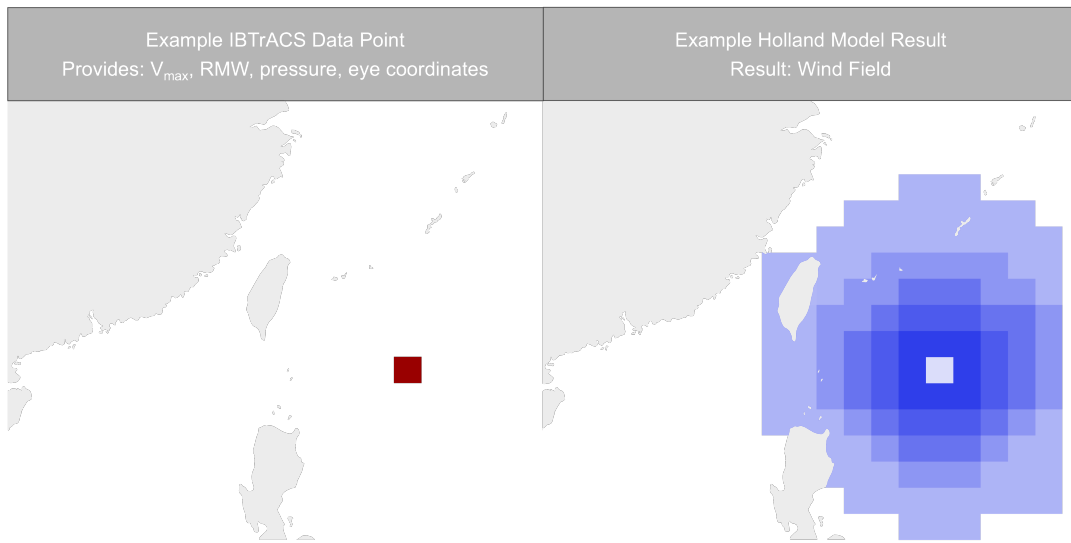 Example IBTrACS Data Point
Provides: Vmax, RMW, pressure, eye coordinates
Example Holland Model Result
Result: Wind Field